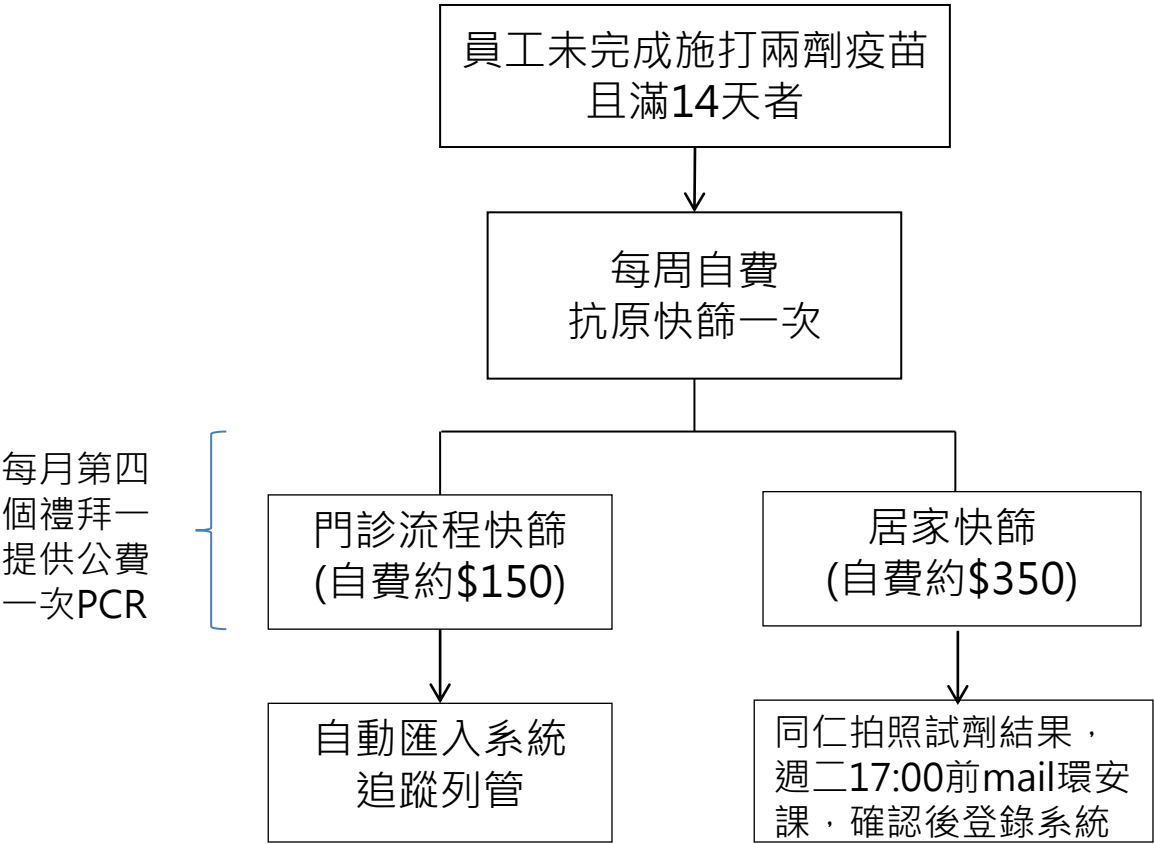 員工未完成施打兩劑疫苗
且滿14天者
每周自費
抗原快篩一次
每月第四
個禮拜一
提供公費
一次PCR
門診流程快篩
(自費約$150)
居家快篩
(自費約$350)
自動匯入系統
追蹤列管
同仁拍照試劑結果，
週二17:00前mail環安
課，確認後登錄系統